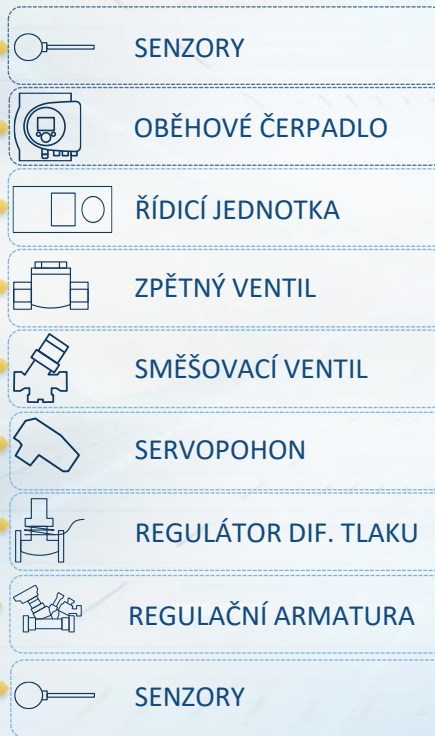 SENZORY
OBĚHOVÉ ČERPADLO
ŘÍDICÍ JEDNOTKA
ZPĚTNÝ VENTIL
SMĚŠOVACÍ VENTIL
SERVOPOHON
REGULÁTOR DIF. TLAKU
REGULAČNÍ ARMATURA
SENZORY